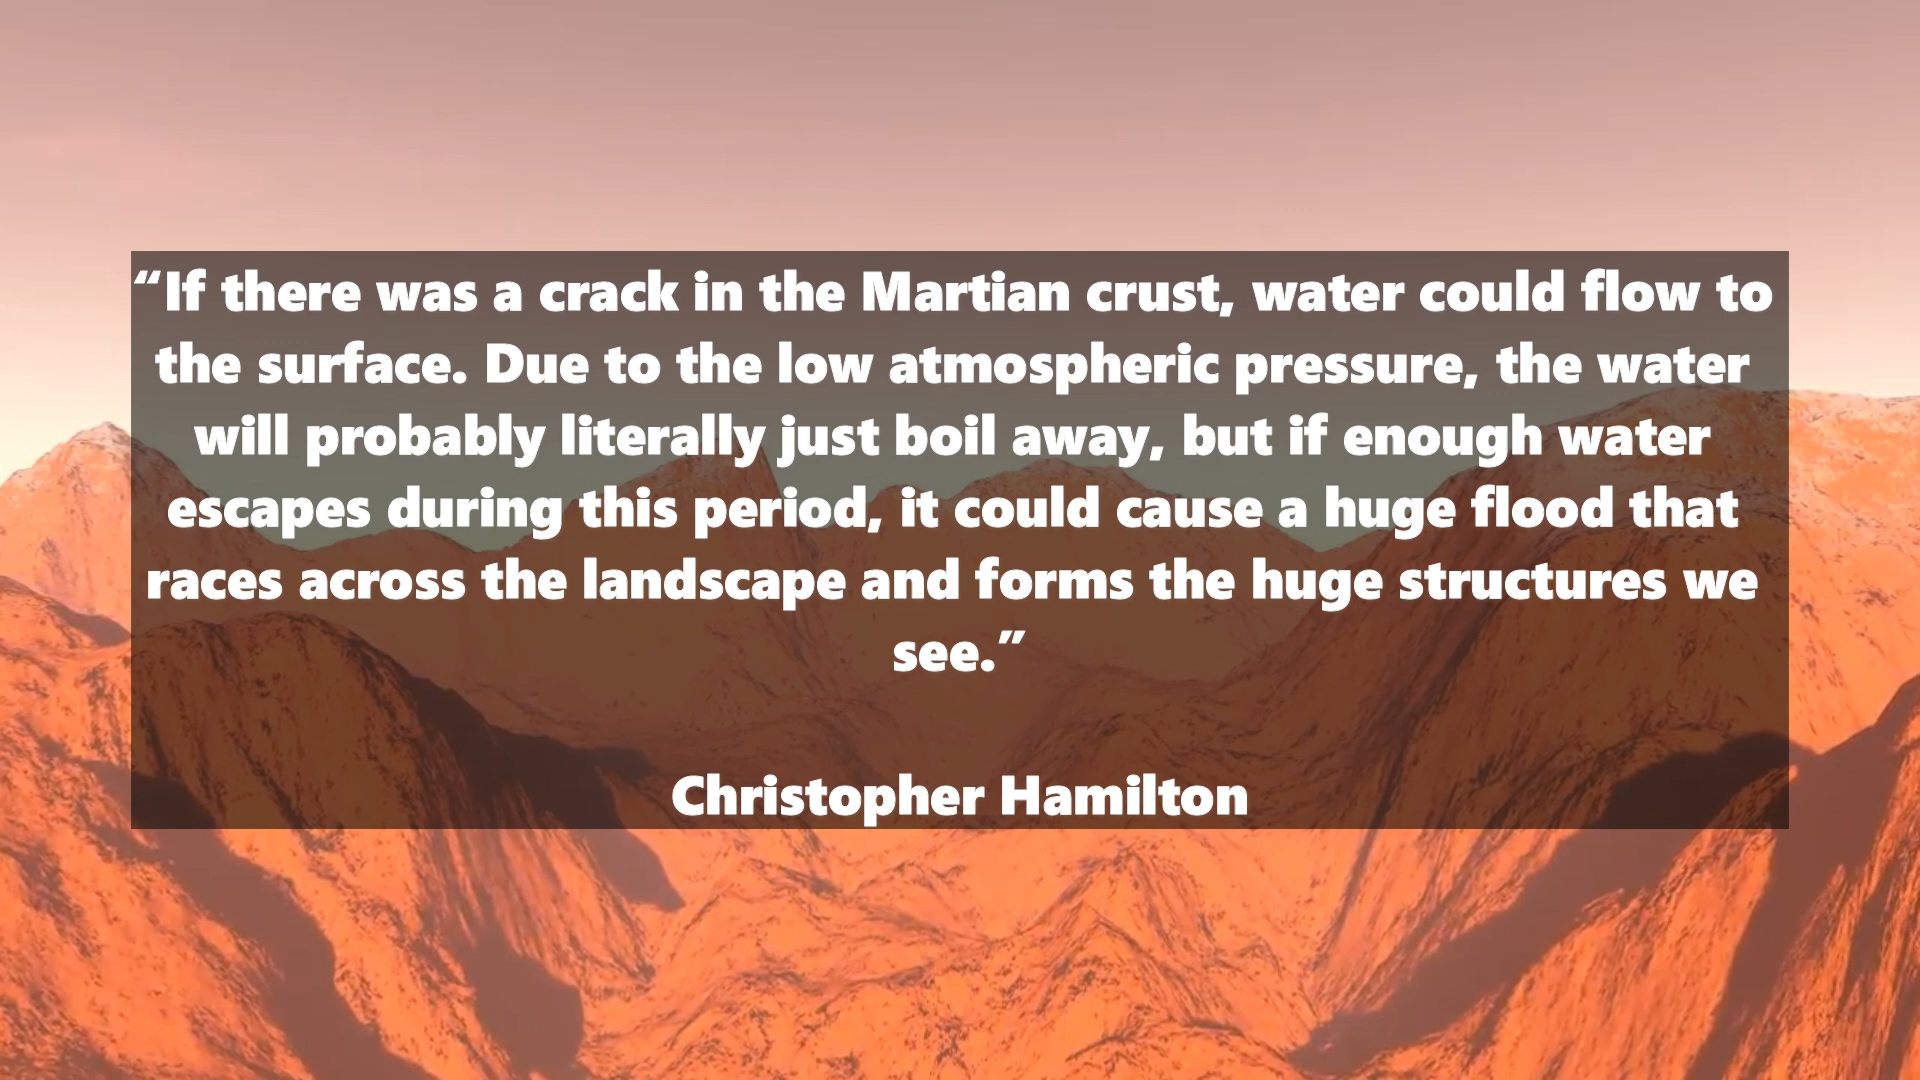 “If there was a crack in the Martian crust, water could flow to
the surface. Due to the low atmospheric pressure, the water
will probably literally just boil away, but if enough water
escapes during this period, it could cause a huge flood that
races across the landscape and forms the huge structures we
see.”
Christopher Hamilton